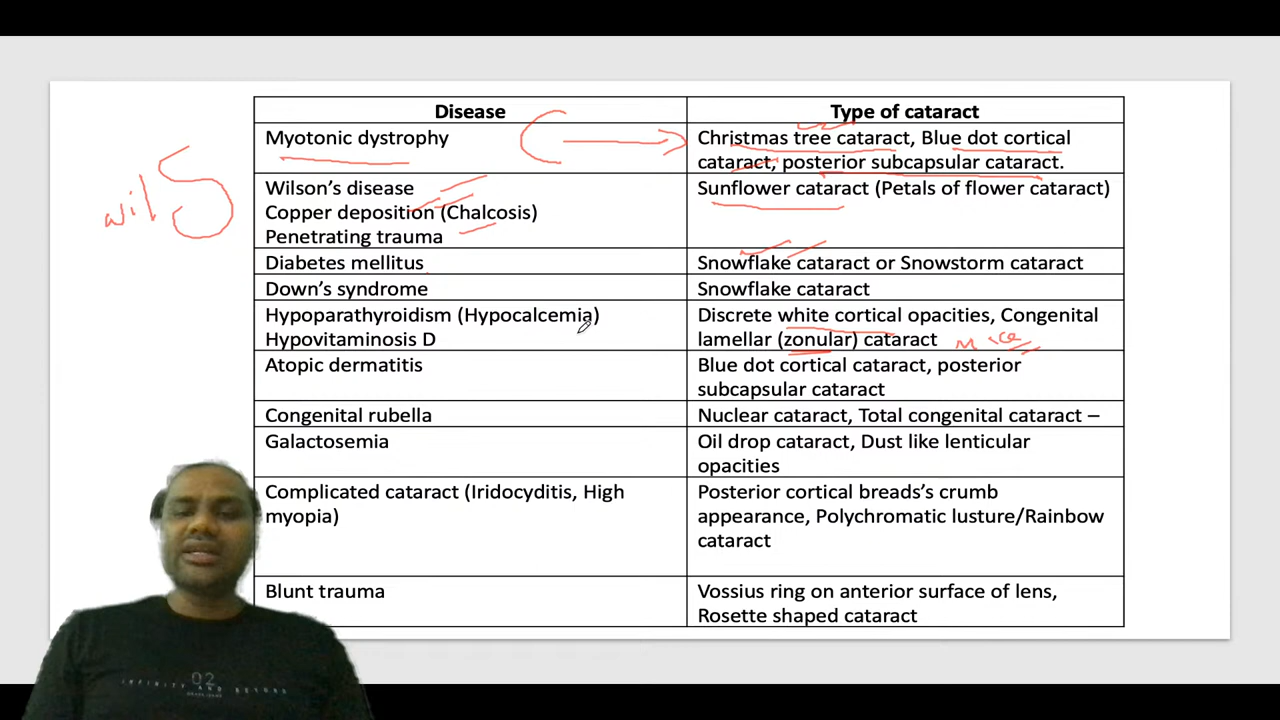 Disease
Type of cataract
Myotonic dystrophy
Christmas tree cataract, Blue dot cortical
cataract, posterior subcapsular cataract.
Wilson’s disease
Copper deposition (Chalcosis)
Penetrating trauma
Sunflower cataract (Petals of flower cataract)
Diabetes mellitus
Snowflake cataract or Snowstorm cataract
Down’s syndrome
Snowflake cataract
Hypoparathyroidism (Hypocalcemia)
Hypovitaminosis D
Discrete white cortical opacities, Congenital
lamellar (zonular) cataract
Atopic dermatitis
Blue dot cortical cataract, posterior
subcapsular cataract
Congenital rubella
Nuclear cataract, Total congenital cataract –
Galactosemia
Oil drop cataract, Dust like lenticular
opacities
Complicated cataract (Iridocyditis, High
myopia)
Posterior cortical breads’s crumb
appearance, Polychromatic lusture/Rainbow
cataract
Blunt trauma
Vossius ring on anterior surface of lens,
Rosette shaped cataract
wil S
02
INFINITY AND BEYOND